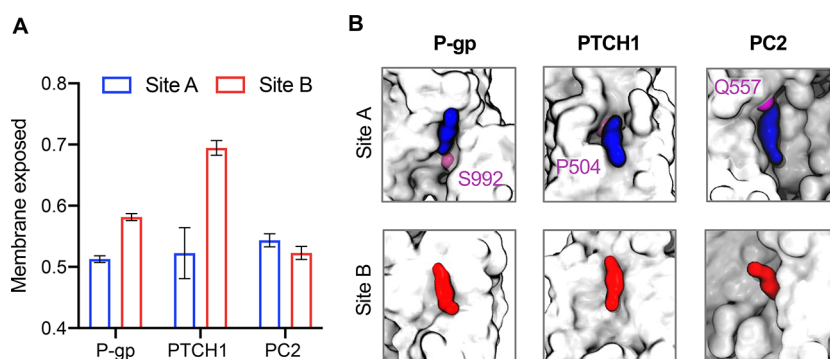 A
Site A
Site B
Membrane exposed
0.8
0.7
0.6
0.5
0.4
P-gp
PTCH1
PC2
B
P-gp
PTCH1
PC2
Site A
S992
P504
Q557
Site B